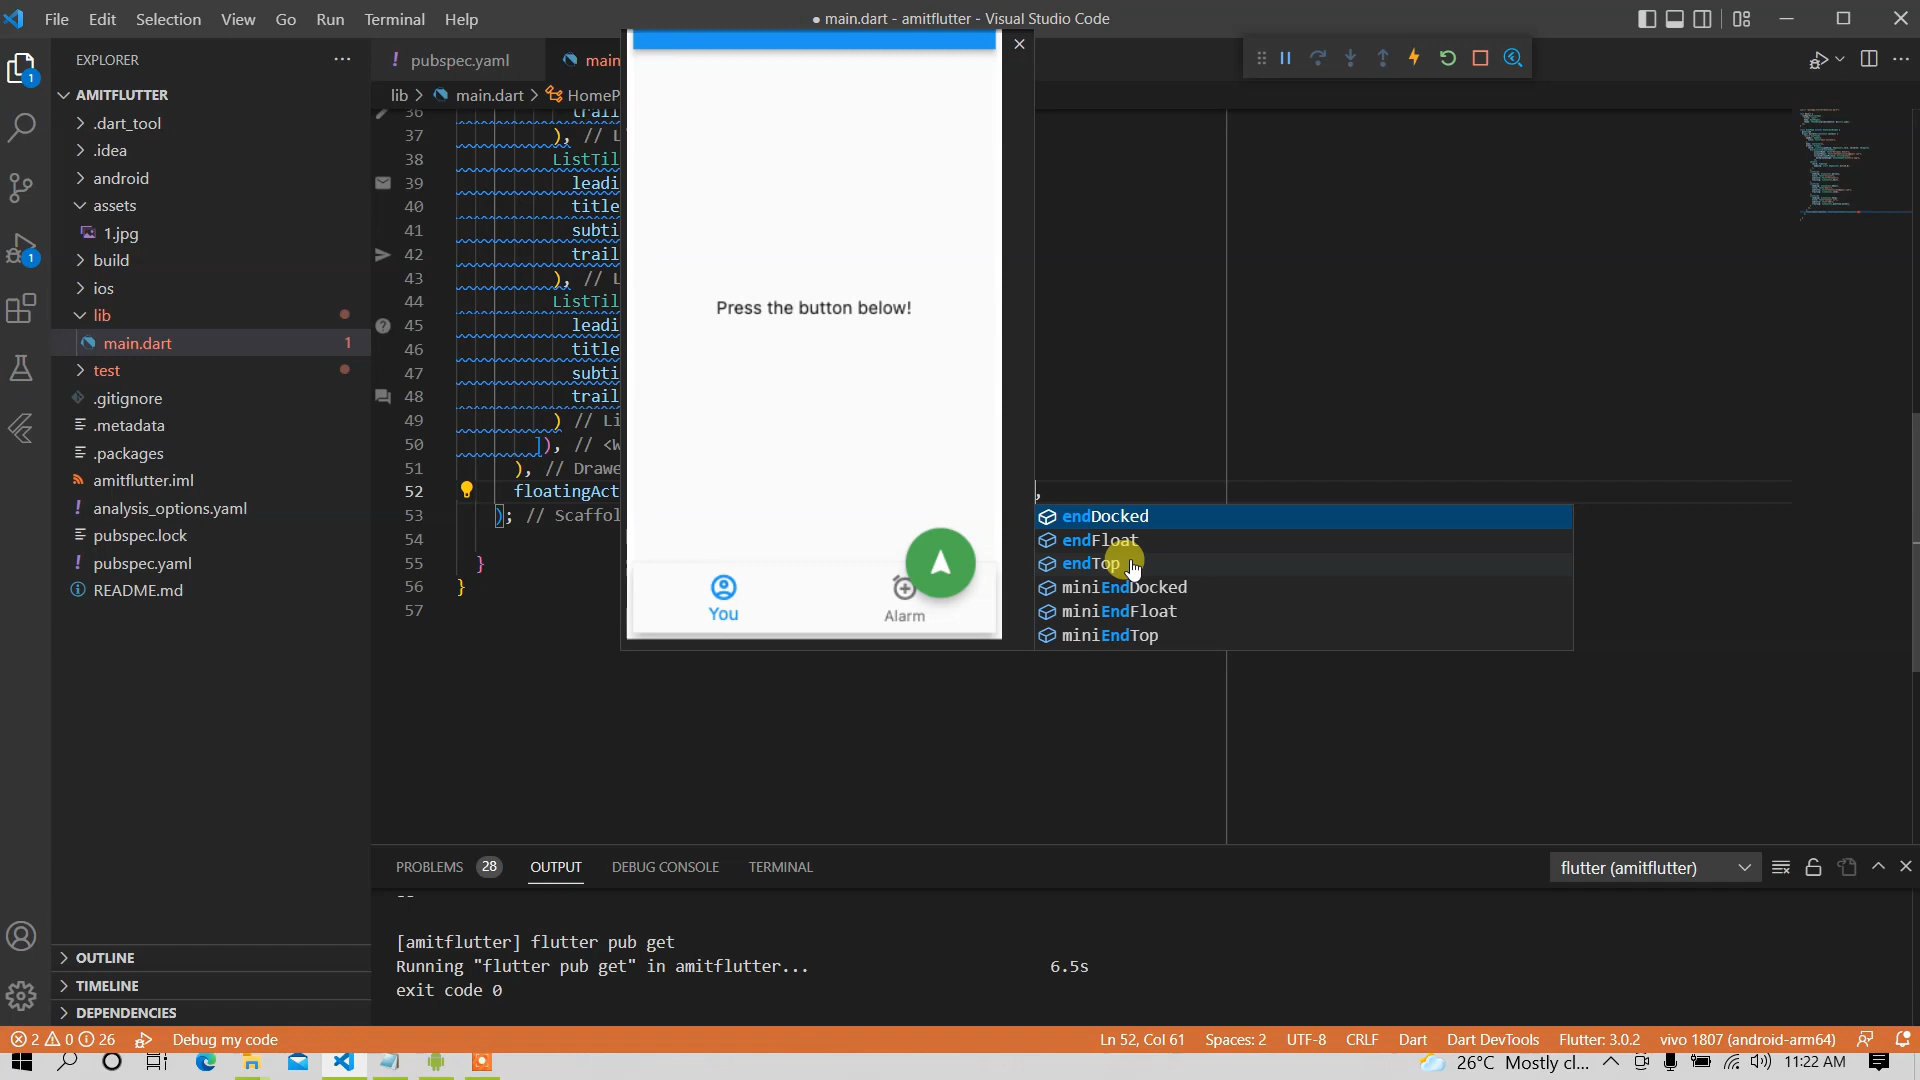 File Edit Selection View Go Run Terminal Help
● main.dart - amitflutter - Visual Studio Code
EXPLORER
AMITFLUTTER
.dart_tool
.idea
android
assets
1.jpg
build
ios
lib
main.dart 1
test
.gitignore
.metadata
.packages
amitflutter.iml
analysis_options.yaml
pubspec.lock
pubspec.yaml
README.md
OUTLINE
TIMELINE
DEPENDENCIES
1
1
! pubspec.yaml
main
lib > main.dart > HomeP
36 trail
37 ), // L
38 ListTil
39 leadi
40 title
41 subti
42 trail
43 ), // L
44 ListTil
45 leadi
46 title
47 subti
48 trail
49 ) // Li
50 ]), // <W
51 ), // Drawe
52 floatingAct
53 ); // Scaffol
54
55 }
56 }
57
Press the button below!
You
Alarm
,
endDocked
endFloat
endTop
miniEndDocked
miniEndFloat
miniEndTop
PROBLEMS 28 OUTPUT DEBUG CONSOLE TERMINAL
flutter (amitflutter)
--
[amitflutter] flutter pub get
Running "flutter pub get" in amitflutter... 6.5s
exit code 0
2 0 26 Debug my code
Ln 52, Col 61 Spaces: 2 UTF-8 CRLF Dart Dart DevTools Flutter: 3.0.2 vivo 1807 (android-arm64)
26°C Mostly cl... 11:22 AM